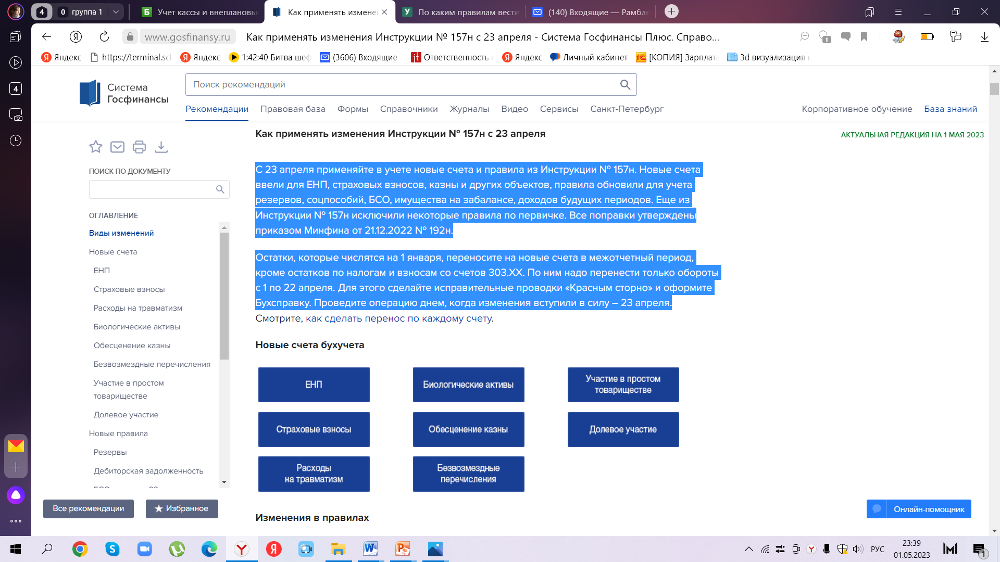 4
0 группа 1
Учет кассы и внеплановы
Как применять измене
По каким правилам вести
(140) Входящие — Рамбле
www.gosfinansy.ru
Как применять изменения Инструкции № 157н с 23 апреля - Система Госфинансы Плюс. Справо...
1
Яндекс
https://terminal.scl
Яндекс
1:42:40 Битва шеф
(3606) Входящие -
Ответственность г
Яндекс
Личный кабинет
[КОПИЯ] Зарплата
3d визуализация и
4
Система
Госфинансы
Поиск рекомендаций
Рекомендации
Правовая база
Формы
Справочники
Журналы
Видео
Сервисы
Санкт-Петербург
Корпоративное обучение
База знаний
Как применять изменения Инструкции № 157н с 23 апреля
АКТУАЛЬНАЯ РЕДАКЦИЯ НА 1 МАЯ 2023
ПОИСК ПО ДОКУМЕНТУ
ОГЛАВЛЕНИЕ
Виды изменений
Новые счета
ЕНП
Страховые взносы
Расходы на травматизм
Биологические активы
Обесценение казны
Безвозмездные перечисления
Участие в простом
товариществе
Долевое участие
Новые правила
Резервы
Дебиторская задолженность
Все рекомендации
Избранное
С 23 апреля применяйте в учете новые счета и правила из Инструкции № 157н. Новые счета
ввели для ЕНП, страховых взносов, казны и других объектов, правила обновили для учета
резервов, соцпособий, БСО, имущества на забалансе, доходов будущих периодов. Еще из
Инструкции № 157н исключили некоторые правила по первичке. Все поправки утверждены
приказом Минфина от 21.12.2022 № 192н.
Остатки, которые числятся на 1 января, переносите на новые счета в межотчетный период,
кроме остатков по налогам и взносам со счетов 303.ХХ. По ним надо перенести только обороты
с 1 по 22 апреля. Для этого сделайте исправительные проводки «Красным сторно» и оформите
Бухсправку. Проведите операцию днем, когда изменения вступили в силу – 23 апреля.
Смотрите, как сделать перенос по каждому счету.
Новые счета бухучета
ЕНП
Биологические активы
Участие в простом
товариществе
Страховые взносы
Обесценение казны
Долевое участие
Расходы
на травматизм
Безвозмездные
перечисления
Изменения в правилах
Онлайн-помощник
РУС
23:39
01.05.2023
1